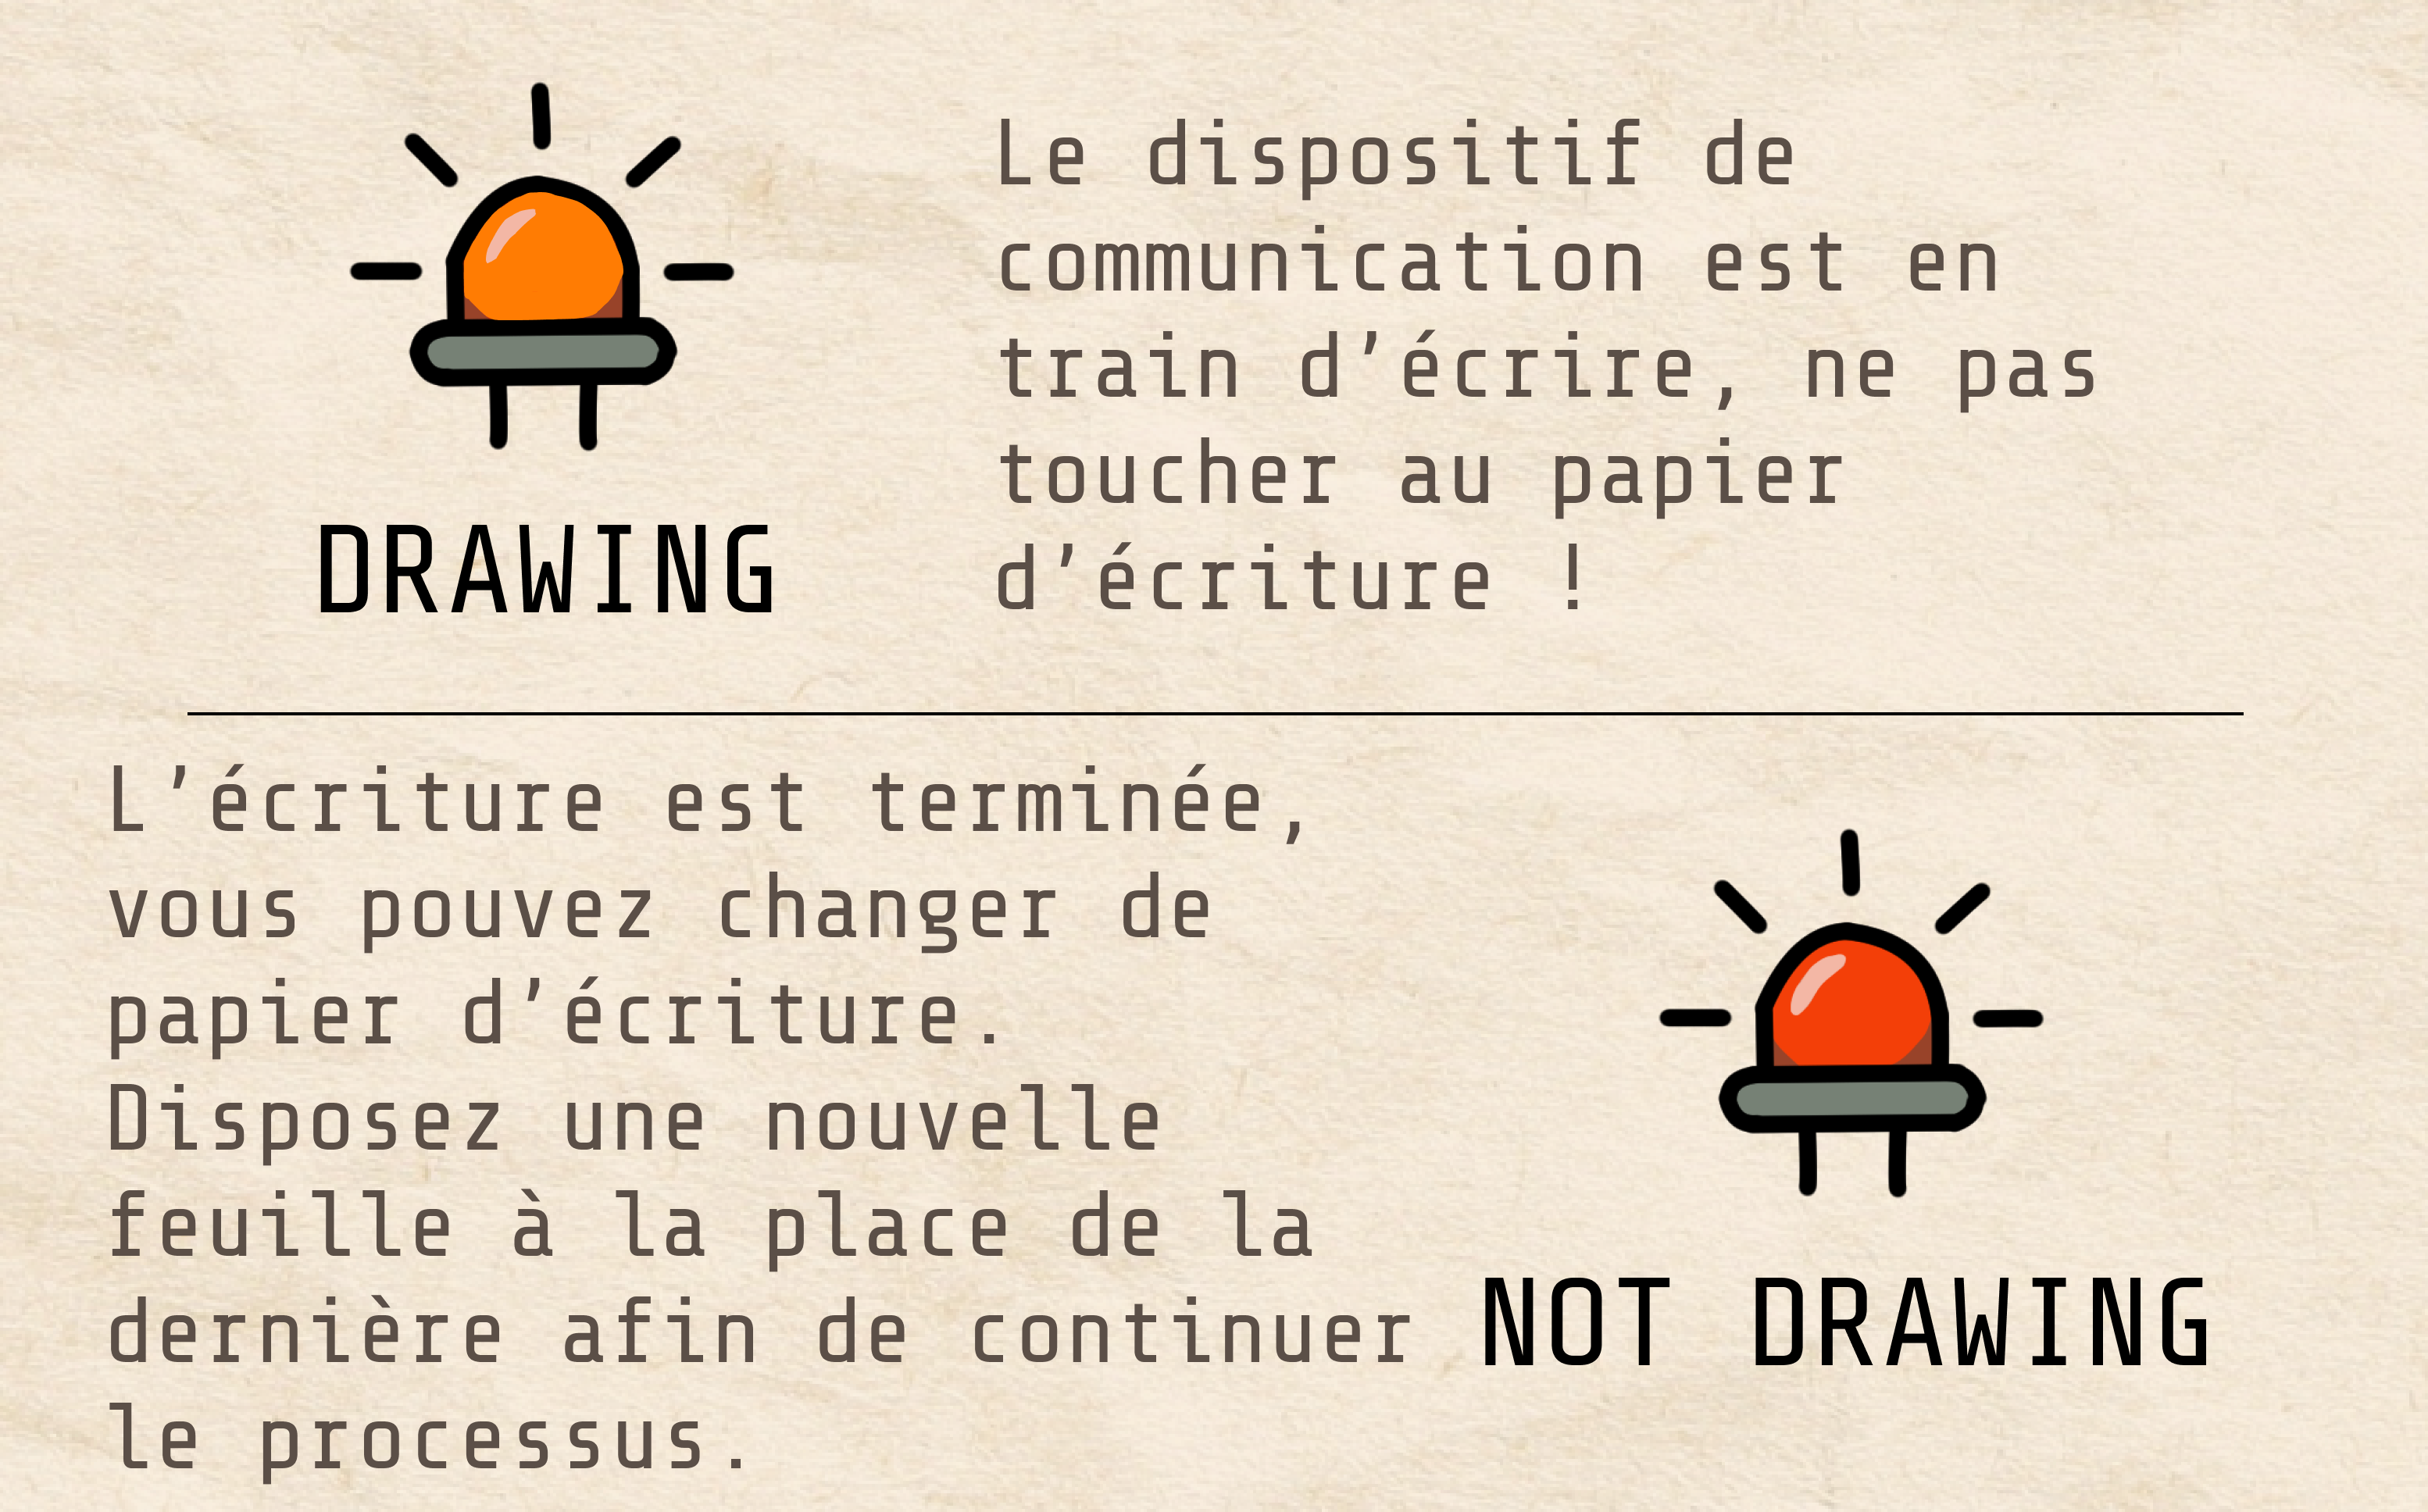 DRAWING
Le dispositif de
communication est en
train d’écrire, ne pas
toucher au papier
d’écriture !
L’écriture est terminée,
vous pouvez changer de
papier d’écriture.
Disposez une nouvelle
feuille à la place de la
dernière afin de continuer
le processus.
NOT DRAWING